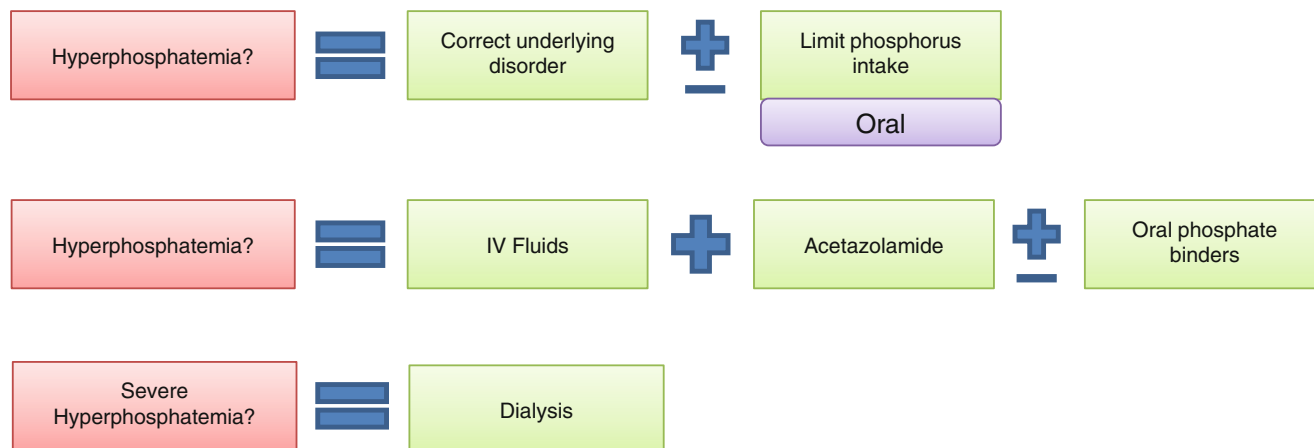 Hyperphosphatemia?
Correct underlying
disorder
Limit phosphorus
intake
Oral
Hyperphosphatemia?
IV Fluids
Acetazolamide
Oral phosphate
binders
Severe
Hyperphosphatemia?
Dialysis